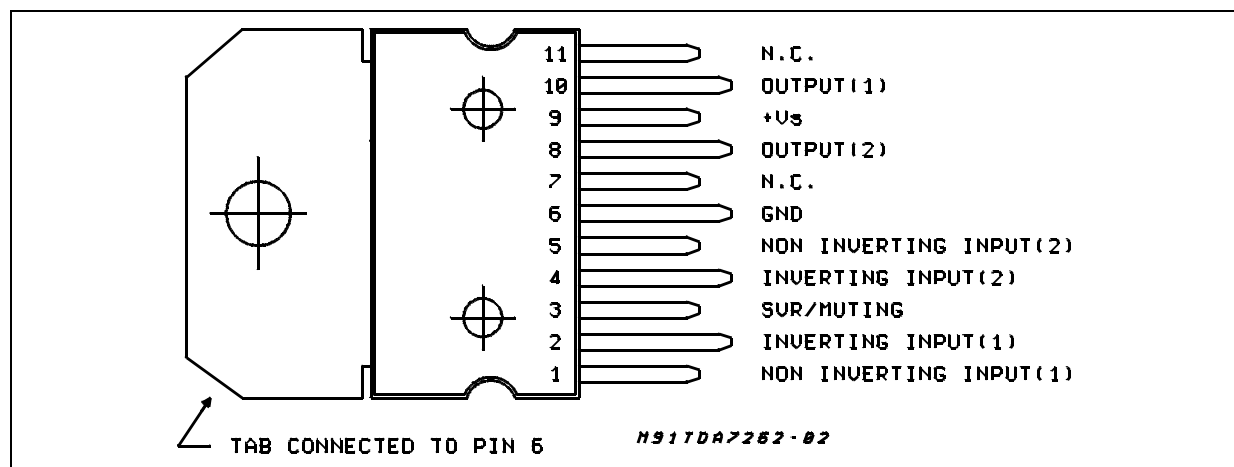 11 N.C.
10 OUTPUT(1)
9 +Vs
8 OUTPUT(2)
7 N.C.
6 GND
5 NON INVERTING INPUT(2)
4 INVERTING INPUT(2)
3 SVR/MUTING
2 INVERTING INPUT(1)
1 NON INVERTING INPUT(1)
TAB CONNECTED TO PIN 6
M91TDA7262-02